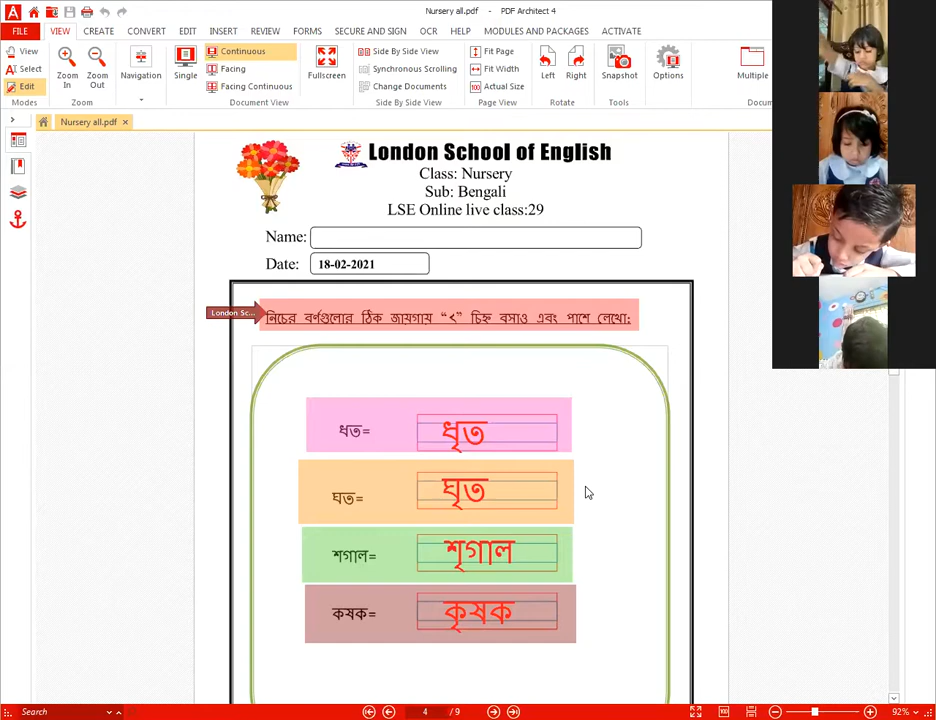 Nursery all.pdf - PDF Architect 4
FILE VIEW CREATE CONVERT EDIT INSERT REVIEW FORMS SECURE AND SIGN OCR HELP MODULES AND PACKAGES ACTIVATE
View
Select
Edit
Modes
Zoom In
Zoom Out
Zoom
Navigation
Single
Continuous
Facing
Facing Continuous
Document View
Fullscreen
Side By Side View
Synchronous Scrolling
Change Documents
Side By Side View
Fit Page
Fit Width
Actual Size
Page View
Left
Right
Rotate
Snapshot
Tools
Options
Multiple
Docum
Nursery all.pdf
London School of English
Class: Nursery
Sub: Bengali
LSE Online live class:29
Name:
Date: 18-02-2021
London Sc...
নিচের বর্ণগুলোর ঠিক জায়গায় “ৃ” চিহ্ন বসাও এবং পাশে লেখো:
ধত= ধৃত
ঘত= ঘৃত
শগাল= শৃগাল
কষক= কৃষক
Search
4 / 9
92%